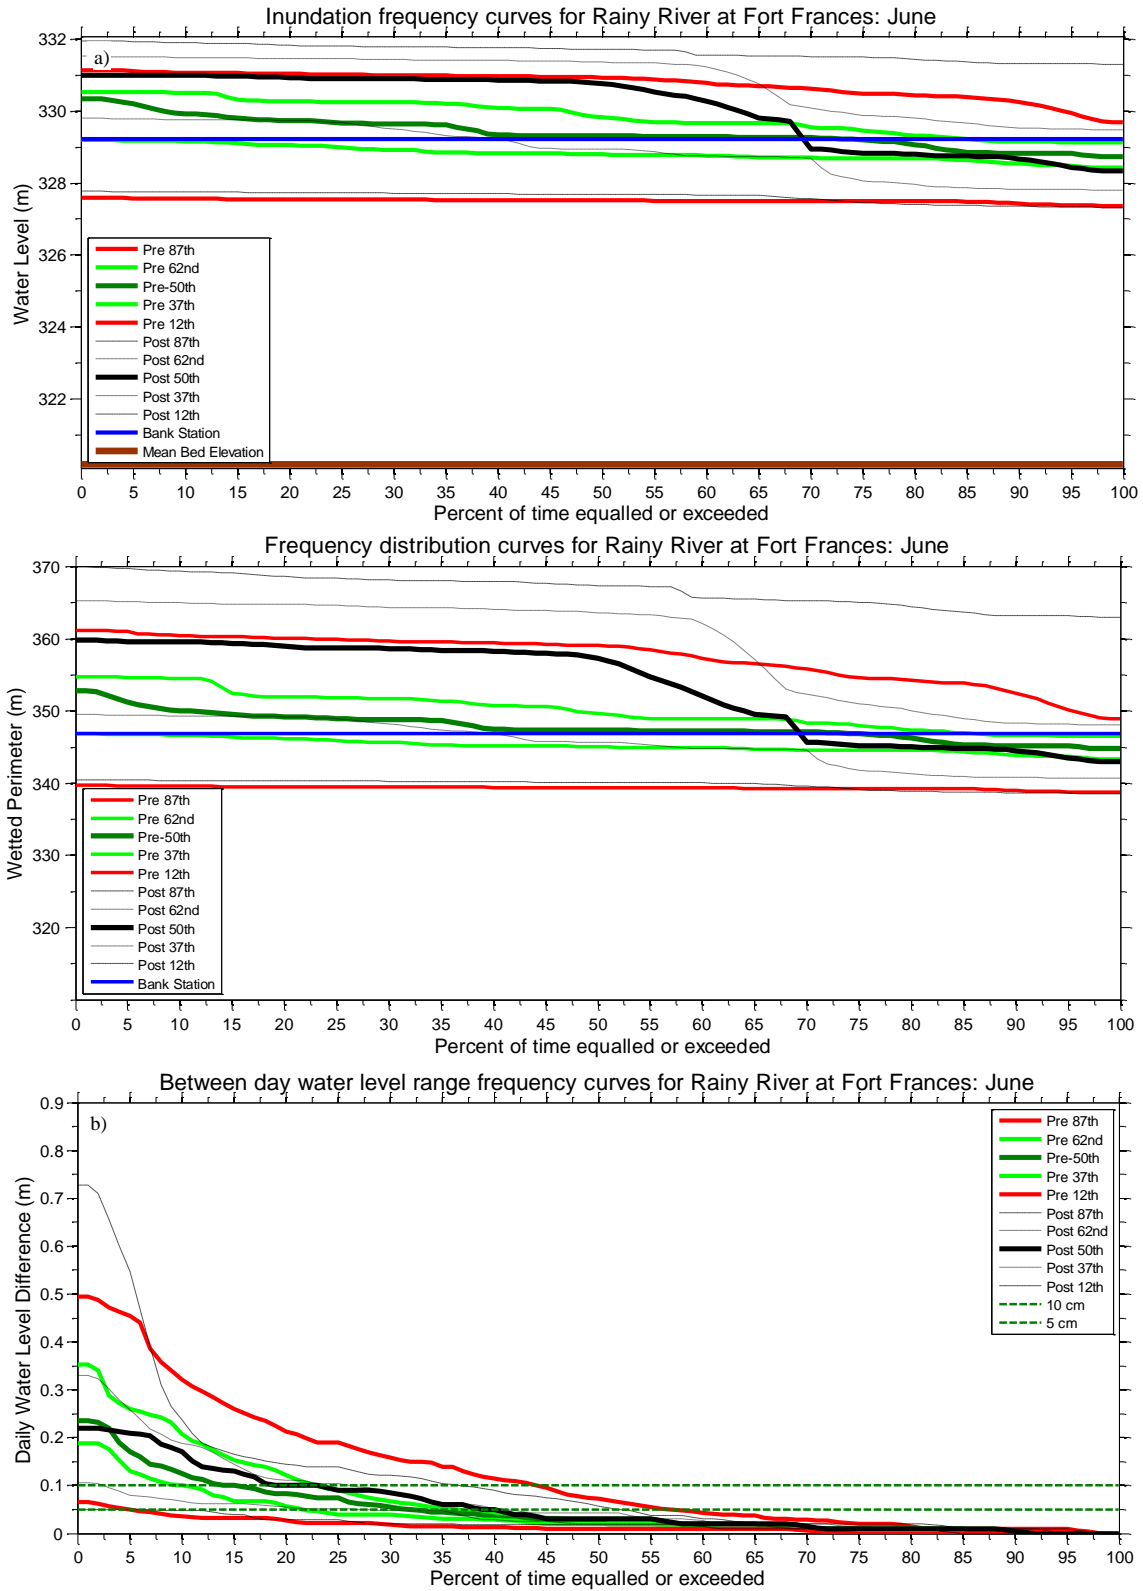 Inundation frequency curves for Rainy River at Fort Frances: June
a)
332
330
328
326
324
322
Water Level (m)
Pre 87th
Pre 62nd
Pre-50th
Pre 37th
Pre 12th
Post 87th
Post 62nd
Post 50th
Post 37th
Post 12th
Bank Station
Mean Bed Elevation
0 5 10 15 20 25 30 35 40 45 50 55 60 65 70 75 80 85 90 95 100
Percent of time equalled or exceeded
Frequency distribution curves for Rainy River at Fort Frances: June
370
360
350
340
330
320
Wetted Perimeter (m)
Pre 87th
Pre 62nd
Pre-50th
Pre 37th
Pre 12th
Post 87th
Post 62nd
Post 50th
Post 37th
Post 12th
Bank Station
0 5 10 15 20 25 30 35 40 45 50 55 60 65 70 75 80 85 90 95 100
Percent of time equalled or exceeded
Between day water level range frequency curves for Rainy River at Fort Frances: June
b)
0.9
0.8
0.7
0.6
0.5
0.4
0.3
0.2
0.1
0
Daily Water Level Difference (m)
Pre 87th
Pre 62nd
Pre-50th
Pre 37th
Pre 12th
Post 87th
Post 62nd
Post 50th
Post 37th
Post 12th
10 cm
5 cm
0 5 10 15 20 25 30 35 40 45 50 55 60 65 70 75 80 85 90 95 100
Percent of time equalled or exceeded